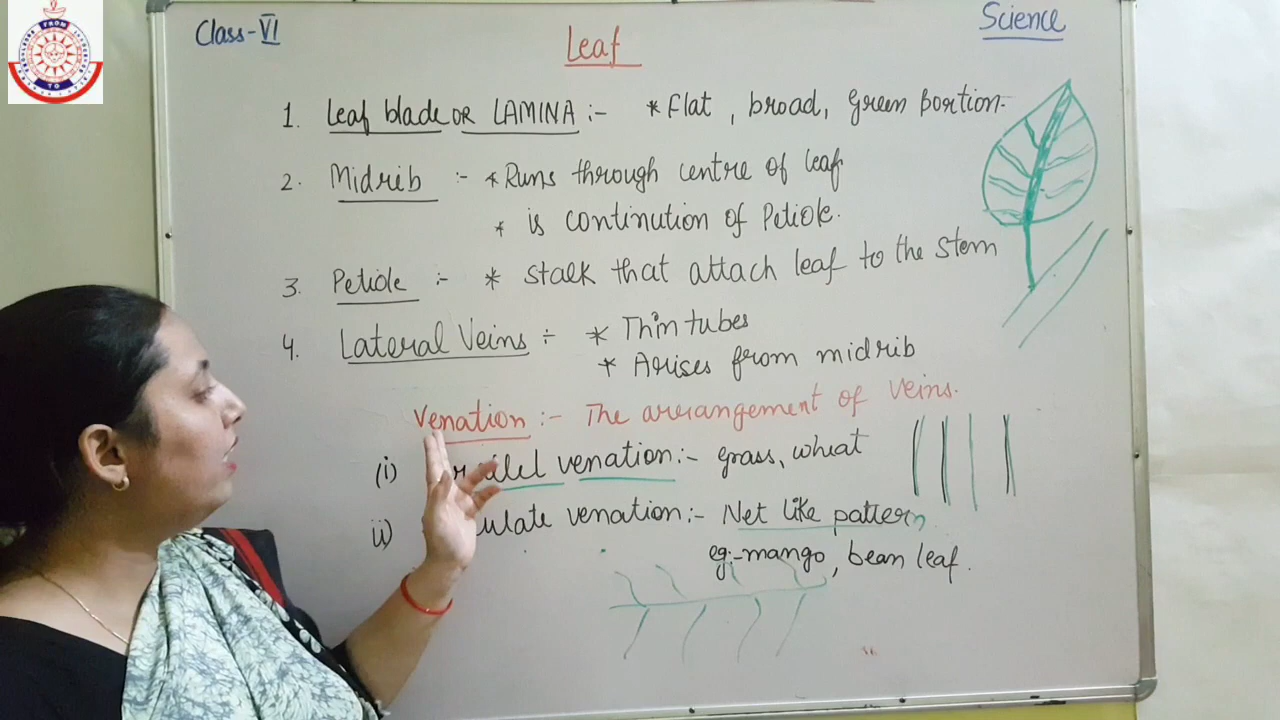 Class-VI
Leaf
Science
1. Leaf blade OR LAMINA :- * Flat, broad, Green Portion.
2. Midrib :- * Runs through centre of leaf
* is continution of Petiole.
3. Petiole :- * Stalk that attach leaf to the Stem
4. Lateral Veins :- * Thin tubes
* Arises from midrib
Venation :- The arrangement of Veins.
(i) venation :- grass, wheat
ii) venation :- Net like pattern
eg:- mango, bean leaf.